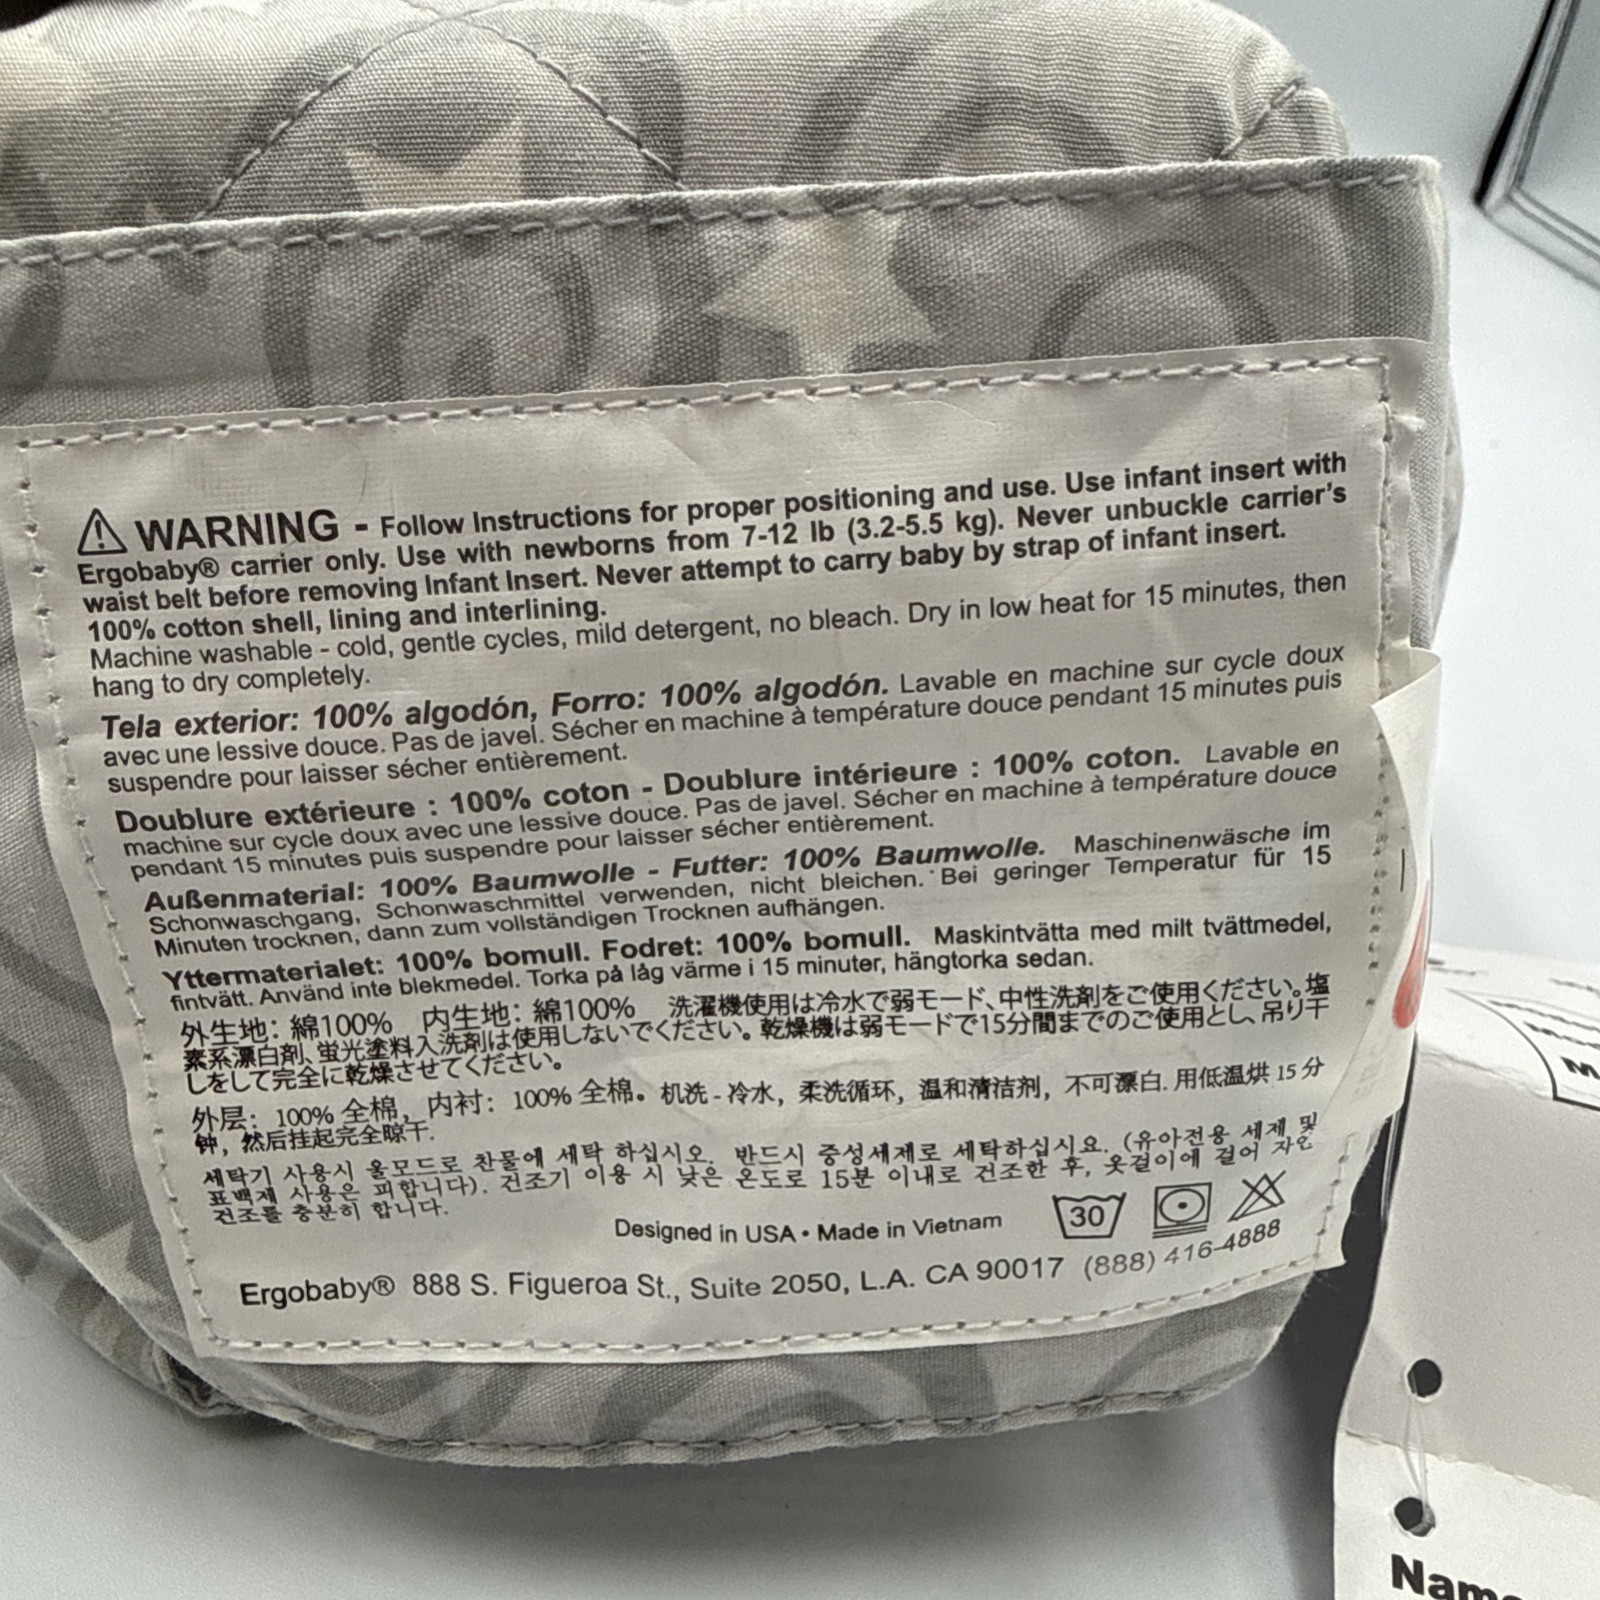 ⚠ WARNING - Follow Instructions for proper positioning and use. Use infant insert with
Ergobaby® carrier only. Use with newborns from 7-12 lb (3.2-5.5 kg). Never unbuckle carrier's
waist belt before removing Infant Insert. Never attempt to carry baby by strap of infant insert.
100% cotton shell, lining and interlining.
Machine washable - cold, gentle cycles, mild detergent, no bleach. Dry in low heat for 15 minutes, then
hang to dry completely.
Tela exterior: 100% algodón, Forro: 100% algodón. Lavable en machine sur cycle doux
avec une lessive douce. Pas de javel. Sécher en machine à température douce pendant 15 minutes puis
suspendre pour laisser sécher entièrement.
Doublure extérieure : 100% coton - Doublure intérieure : 100% coton. Lavable en
machine sur cycle doux avec une lessive douce. Pas de javel. Sécher en machine à température douce
pendant 15 minutes puis suspendre pour laisser sécher entièrement.
Außenmaterial: 100% Baumwolle - Futter: 100% Baumwolle. Maschinenwäsche im
Schonwaschgang, Schonwaschmittel verwenden, nicht bleichen. Bei geringer Temperatur für 15
Minuten trocknen, dann zum vollständigen Trocknen aufhängen.
Yttermaterialet: 100% bomull. Fodret: 100% bomull. Maskintvätta med milt tvättmedel,
fintvätt. Använd inte blekmedel. Torka på låg värme i 15 minuter, hängtorka sedan.
外生地：綿100%　内生地：綿100%　洗濯機使用は冷水で弱モード、中性洗剤をご使用ください。塩
素系漂白剤、蛍光塗料入洗剤は使用しないでください。乾燥機は弱モードで15分間までのご使用とし、吊り干
しをして完全に乾燥させてください。
外层：100% 全棉，内衬：100% 全棉。机洗 - 冷水，柔洗循环，温和清洁剂，不可漂白. 用低温烘 15 分
钟，然后挂起完全晾干.
세탁기 사용시 울모드로 찬물에 세탁 하십시오. 반드시 중성세제로 세탁하십시요. (유아전용 세제 및
표백제 사용은 피합니다). 건조기 이용 시 낮은 온도로 15분 이내로 건조한 후, 옷걸이에 걸어 자연
건조를 충분히 합니다.
Designed in USA • Made in Vietnam
30
Ergobaby® 888 S. Figueroa St., Suite 2050, L.A. CA 90017 (888) 416-4888